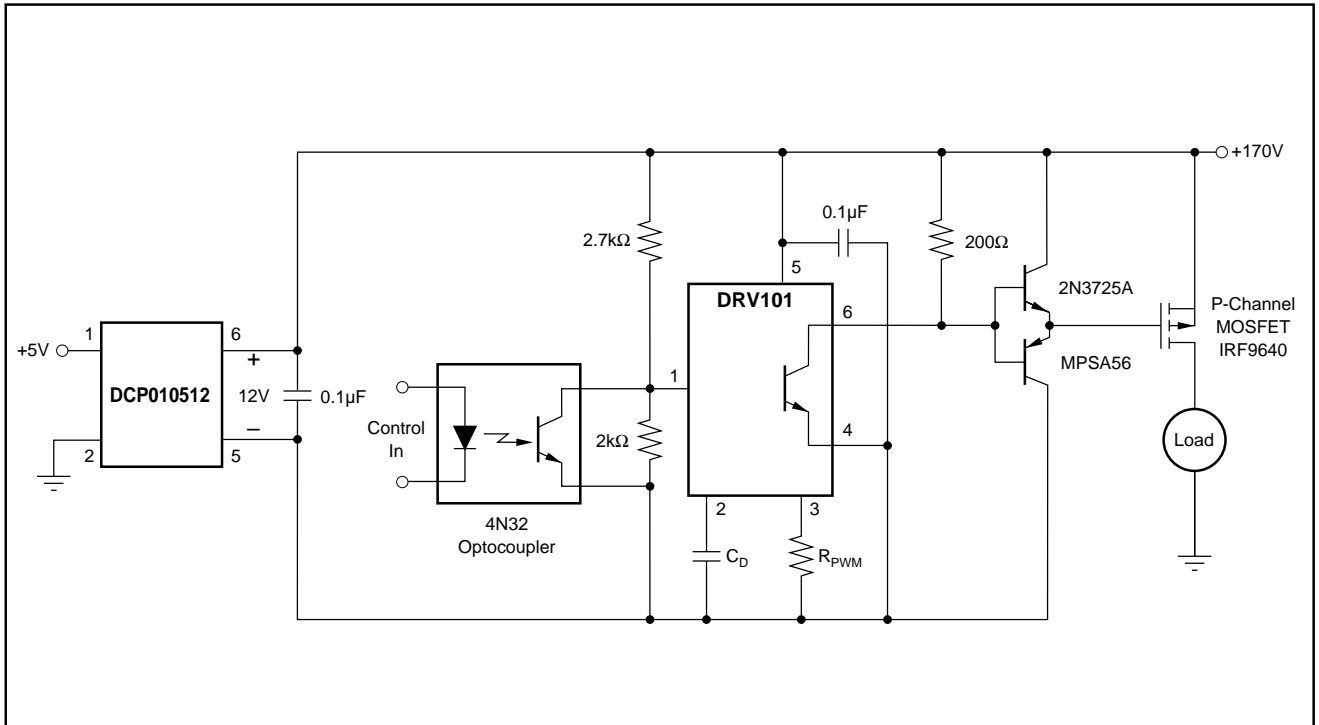 +170V
0.1µF
2.7kΩ
200Ω
5
DRV101
2N3725A
P-Channel
MOSFET
IRF9640
1
6
+5V
+
DCP010512
12V
0.1µF
–
2
5
Control
In
4N32
Optocoupler
2kΩ
1
6
4
2
3
C_D
R_PWM
MPSA56
Load